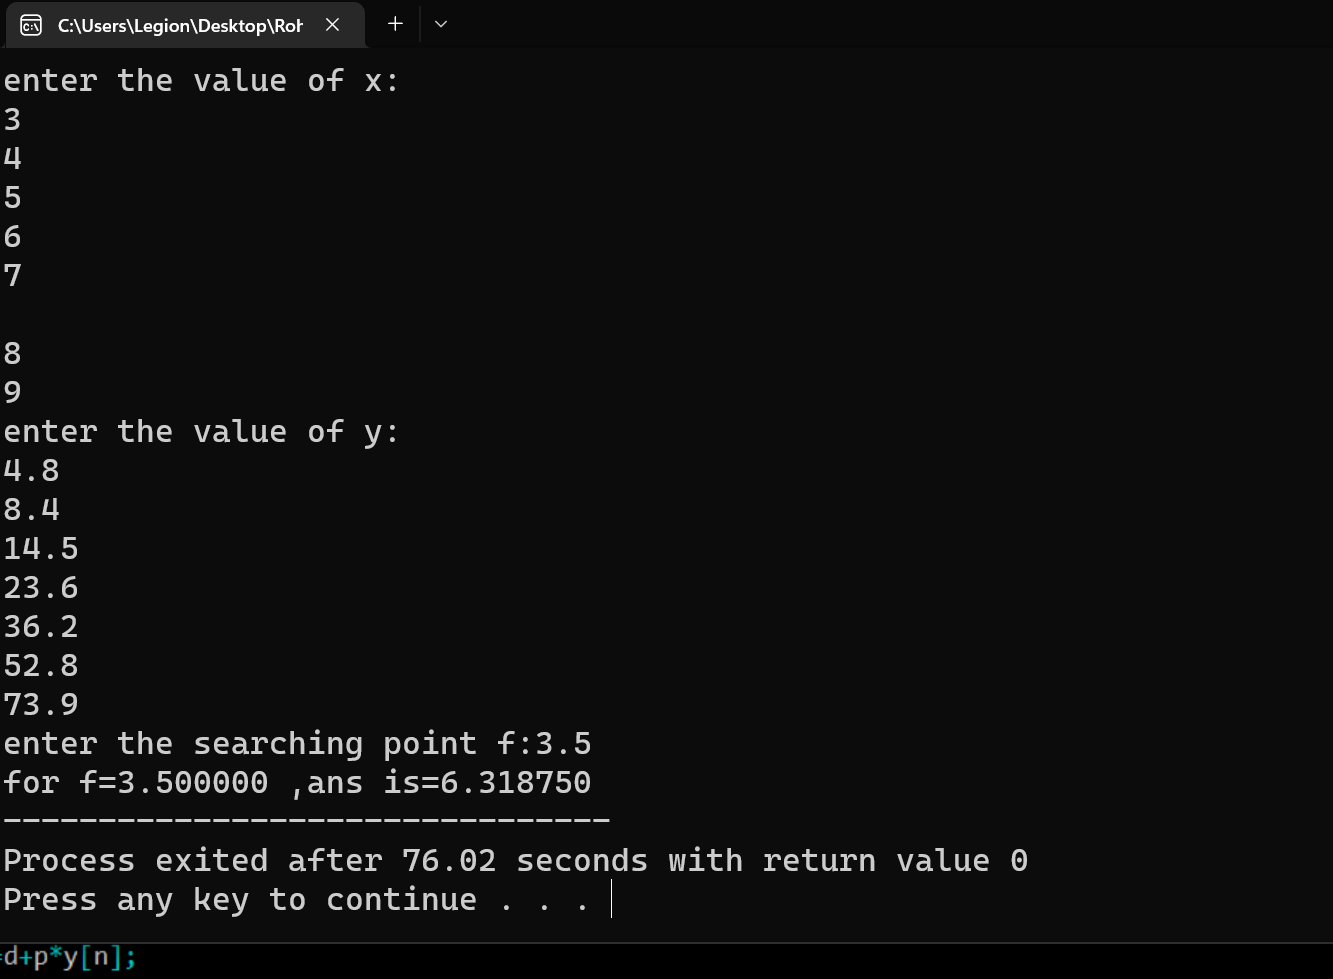 C:\Users\Legion\Desktop\Roh
enter the value of x:
3
4
5
6
7
8
9
enter the value of y:
4.8
8.4
14.5
23.6
36.2
52.8
73.9
enter the searching point f:3.5
for f=3.500000 ,ans is=6.318750
--------------------------------
Process exited after 76.02 seconds with return value 0
Press any key to continue . . .
=d+p*y[n];